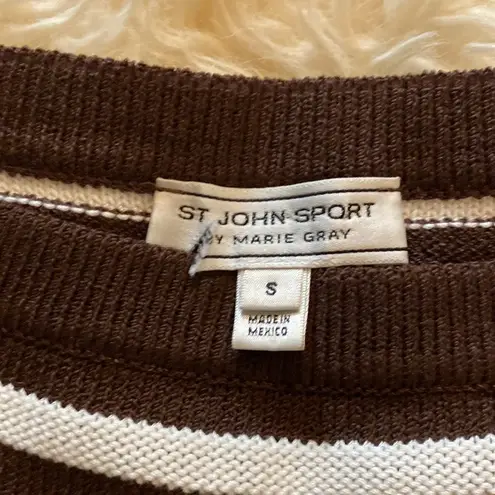 ST JOHN SPORT
BY MARIE GRAY
S
MADE IN
MEXICO